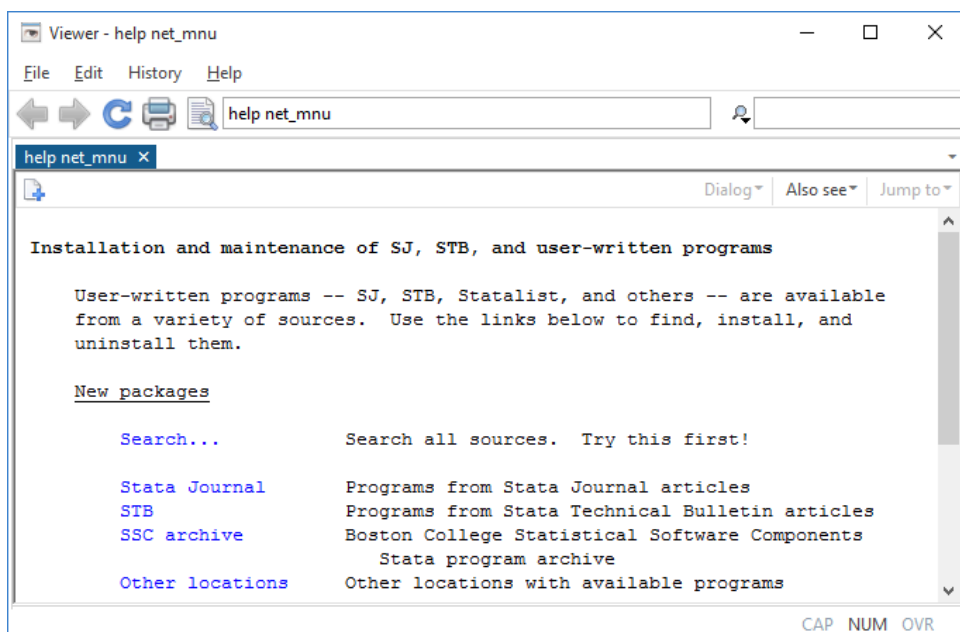 Viewer - help net_mnu
File Edit History Help
help net_mnu
help net_mnu
Dialog Also see Jump to
Installation and maintenance of SJ, STB, and user-written programs
User-written programs -- SJ, STB, Statalist, and others -- are available
from a variety of sources. Use the links below to find, install, and
uninstall them.
New packages
Search... Search all sources. Try this first!
Stata Journal Programs from Stata Journal articles
STB Programs from Stata Technical Bulletin articles
SSC archive Boston College Statistical Software Components
Stata program archive
Other locations Other locations with available programs
CAP NUM OVR